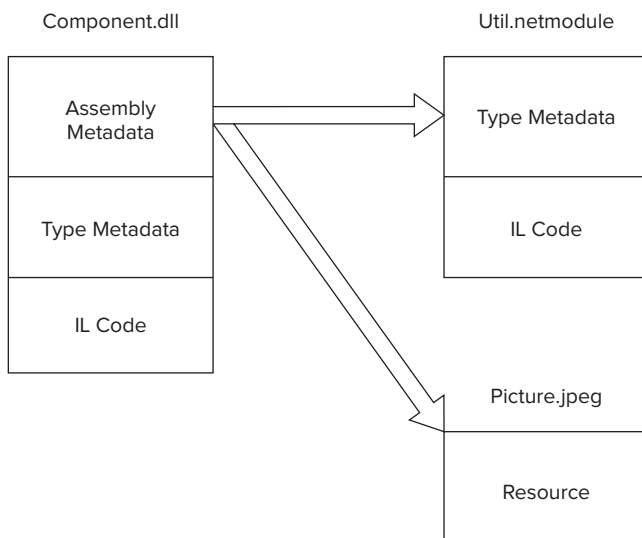 Component.dll
Util.netmodule
Assembly
Metadata
Type Metadata
Type Metadata
IL Code
IL Code
Picture.jpeg
Resource